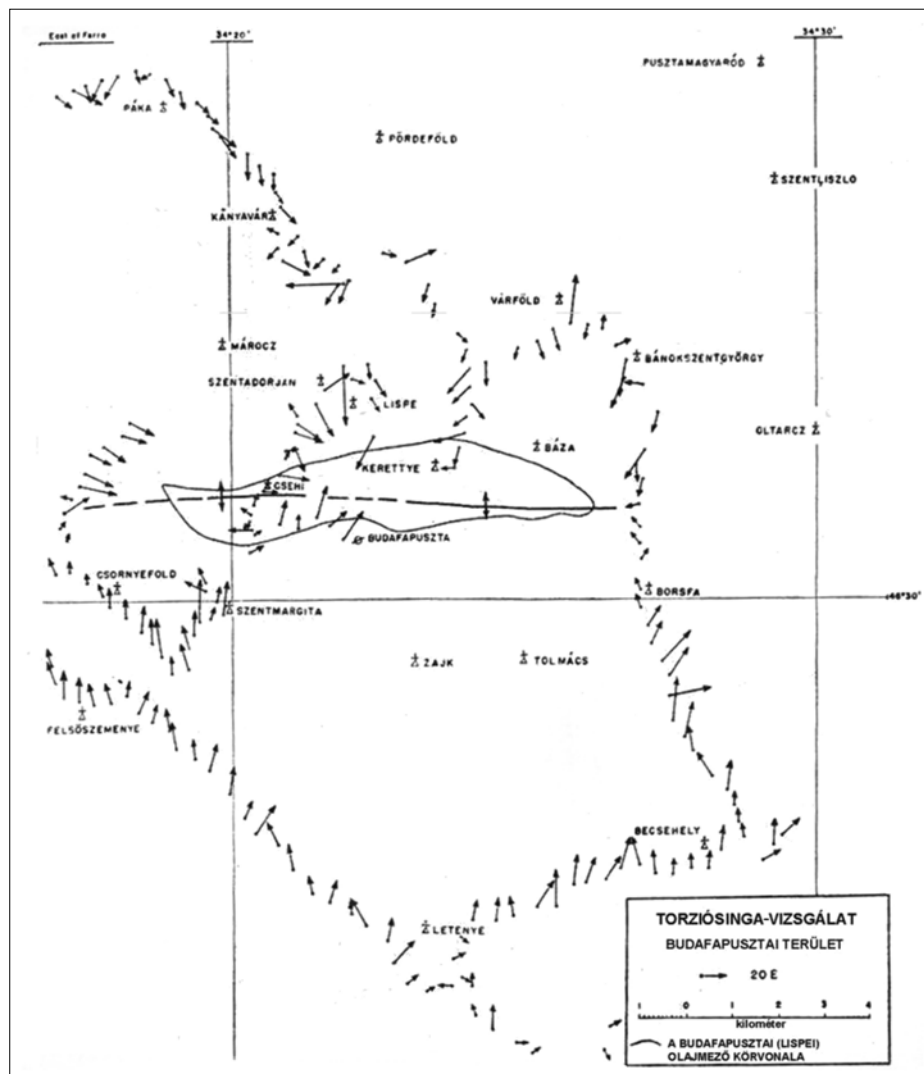 East of Ferro
34°20'
34°30'
PUSZTAMAGYARÓD
PÁKA
PÖRDEFÖLD
SZENTLISZLO
KÁNYAVÁR
VÁRFÖLD
MÁROCZ
BÁNOKSZENTGYÖRGY
SZENTADORJÁN
LISPE
OLTARCZ
BÁZA
KERETTYE
CSEHI
BUDAFAPUSZTA
CSORNYEFÖLD
BORSFA
46°30'
SZENTMARGITA
ZAJK
TOLMÁCS
FELSŐSZEMENYE
BECSEHELY
LETENYE
TORZIÓSINGA-VIZSGÁLAT
BUDAFAPUSZTAI TERÜLET
20 E
1 0 1 2 3 4
kilométer
A BUDAFAPUSZTAI (LISPEI)
OLAJMEZŐ KÖRVONALA